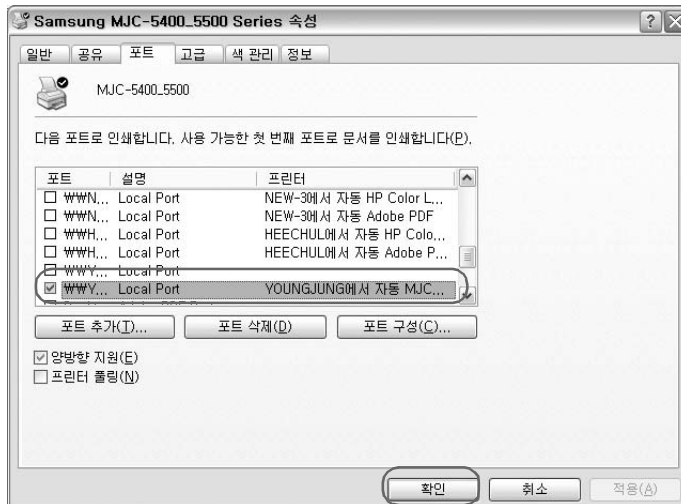 Samsung MJC-5400_5500 Series 속성
일반 공유 포트 고급 색 관리 정보
MJC-5400_5500
다음 포트로 인쇄합니다. 사용 가능한 첫 번째 포트로 문서를 인쇄합니다(P).
포트 설명 프린터
₩₩N... Local Port NEW-3에서 자동 HP Color L...
₩₩N... Local Port NEW-3에서 자동 Adobe PDF
₩₩H... Local Port HEECHUL에서 자동 HP Colo...
₩₩H... Local Port HEECHUL에서 자동 Adobe P...
₩₩Y... Local Port
₩₩Y... Local Port YOUNGJUNG에서 자동 MJC...
포트 추가(T)... 포트 삭제(D) 포트 구성(C)...
양방향 지원(E)
프린터 풀링(N)
확인 취소 적용(A)